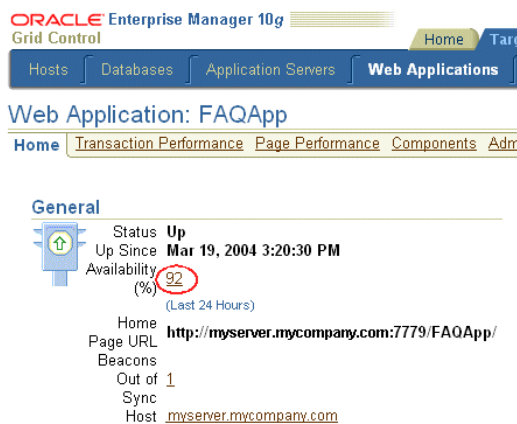 ORACLE Enterprise Manager 10g
Grid Control
Home Targ
Hosts Databases Application Servers Web Applications
Web Application: FAQApp
Home Transaction Performance Page Performance Components Adm
General
Status Up
Up Since Mar 19, 2004 3:20:30 PM
Availability
(%) 92
(Last 24 Hours)
Home
Page URL http://myserver.mycompany.com:7779/FAQApp/
Beacons
Out of 1
Sync
Host myserver.mycompany.com